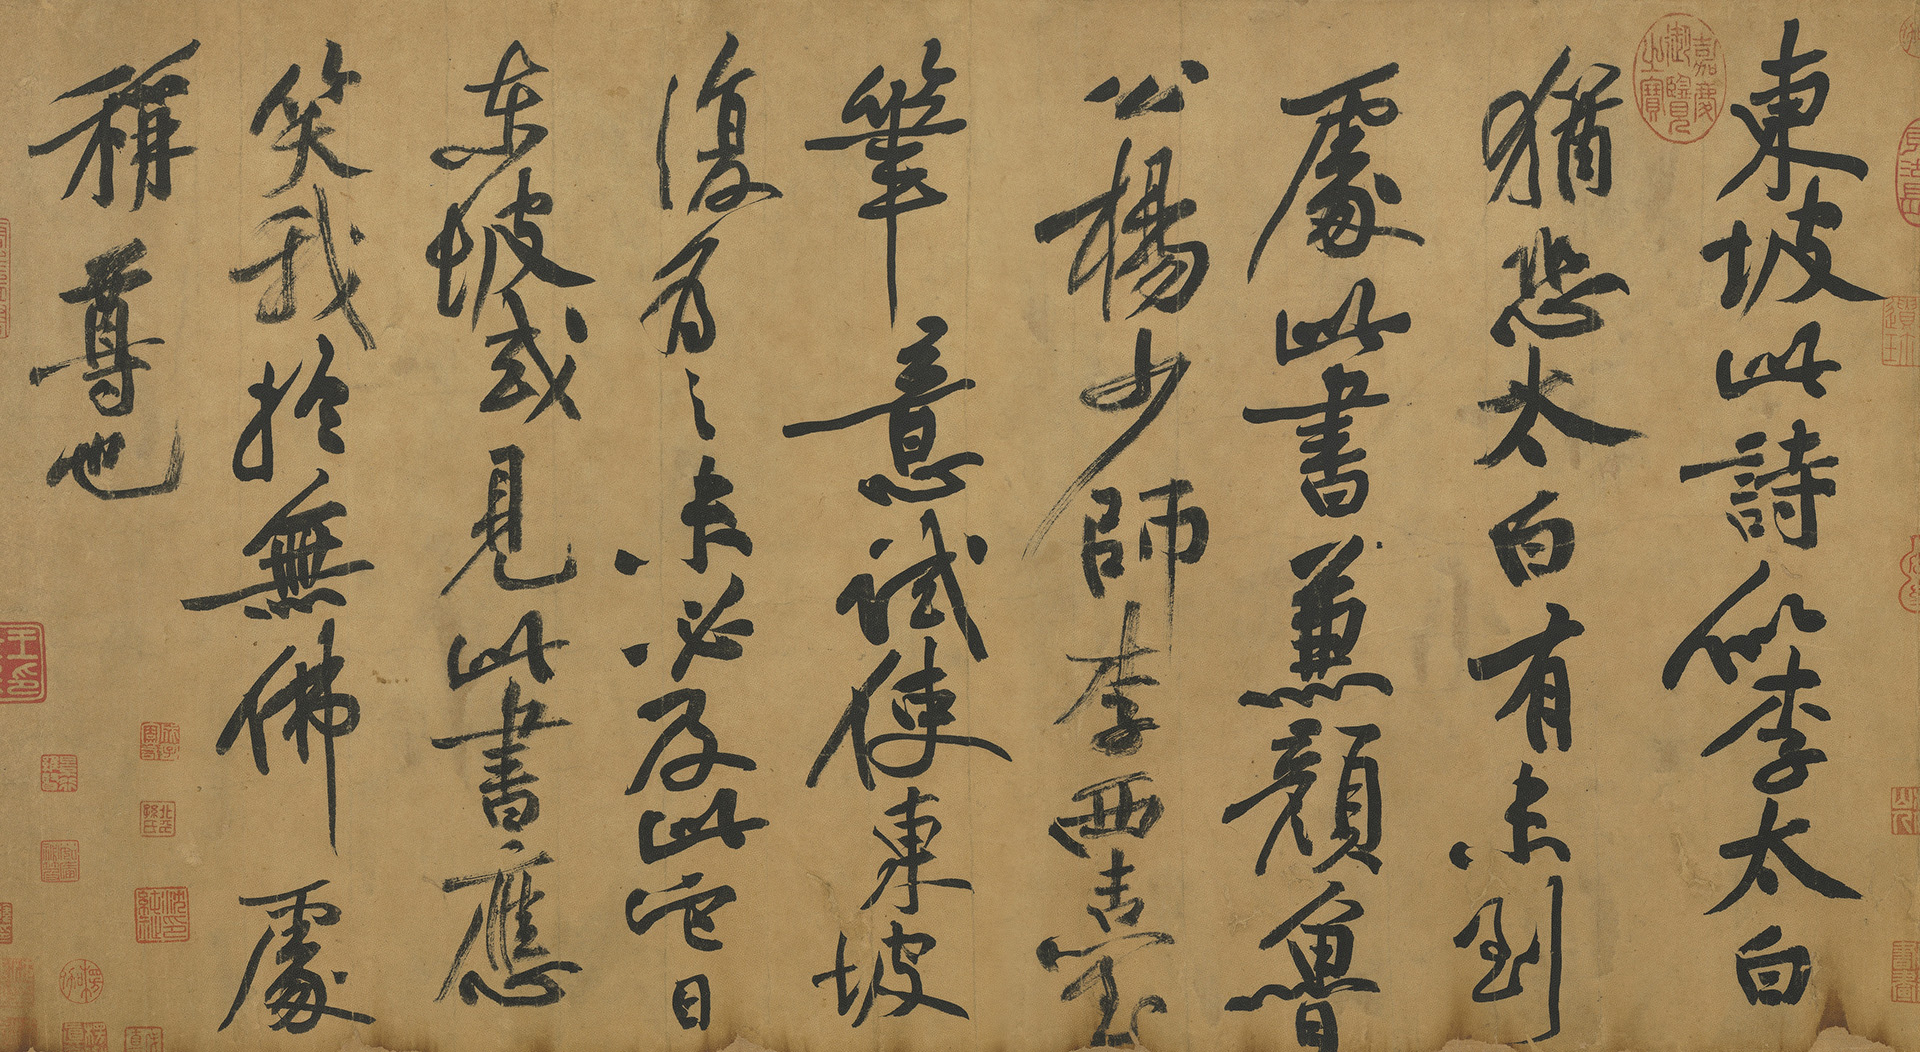 東坡此詩似李太白
猶恐太白有未到
處此書兼顏魯
公楊少師李西臺
筆意試使東坡
復為之未必及此它日
東坡或見此書應
笑我於無佛處
稱尊也
嘉慶御覽之寶